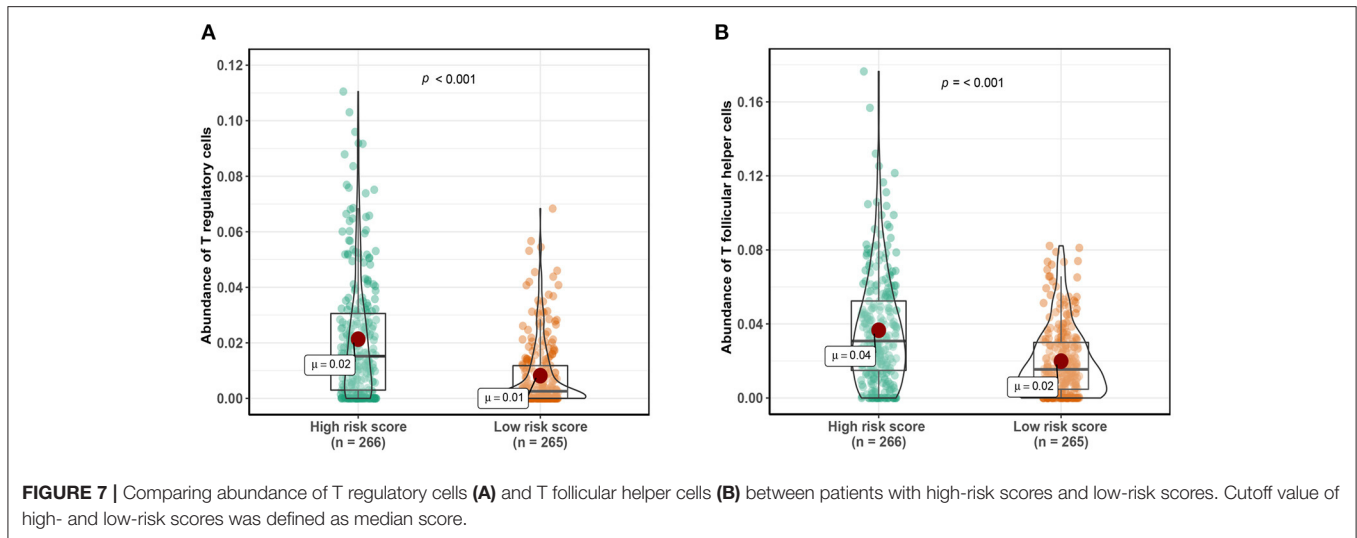 A
B
Abundance of T regulatory cells
0.12
0.10
0.08
0.06
0.04
0.02
0.00
p < 0.001
μ = 0.02
μ = 0.01
High risk score
(n = 266)
Low risk score
(n = 265)
Abundance of T follicular helper cells
0.16
0.12
0.08
0.04
0.00
p = < 0.001
μ = 0.04
μ = 0.02
High risk score
(n = 266)
Low risk score
(n = 265)
FIGURE 7 | Comparing abundance of T regulatory cells (A) and T follicular helper cells (B) between patients with high-risk scores and low-risk scores. Cutoff value of
high- and low-risk scores was defined as median score.